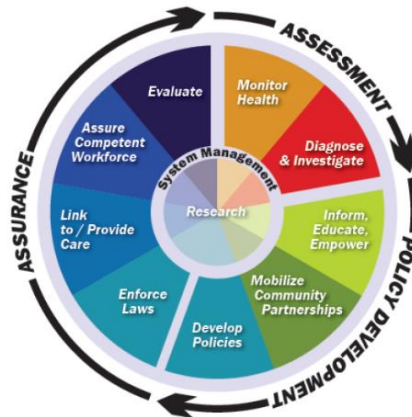 ASSESSMENT
POLICY DEVELOPMENT
ASSURANCE
Monitor
Health
Diagnose
& Investigate
Inform,
Educate,
Empower
Mobilize
Community
Partnerships
Develop
Policies
Enforce
Laws
Link
to / Provide
Care
Assure
Competent
Workforce
Evaluate
System Management
Research